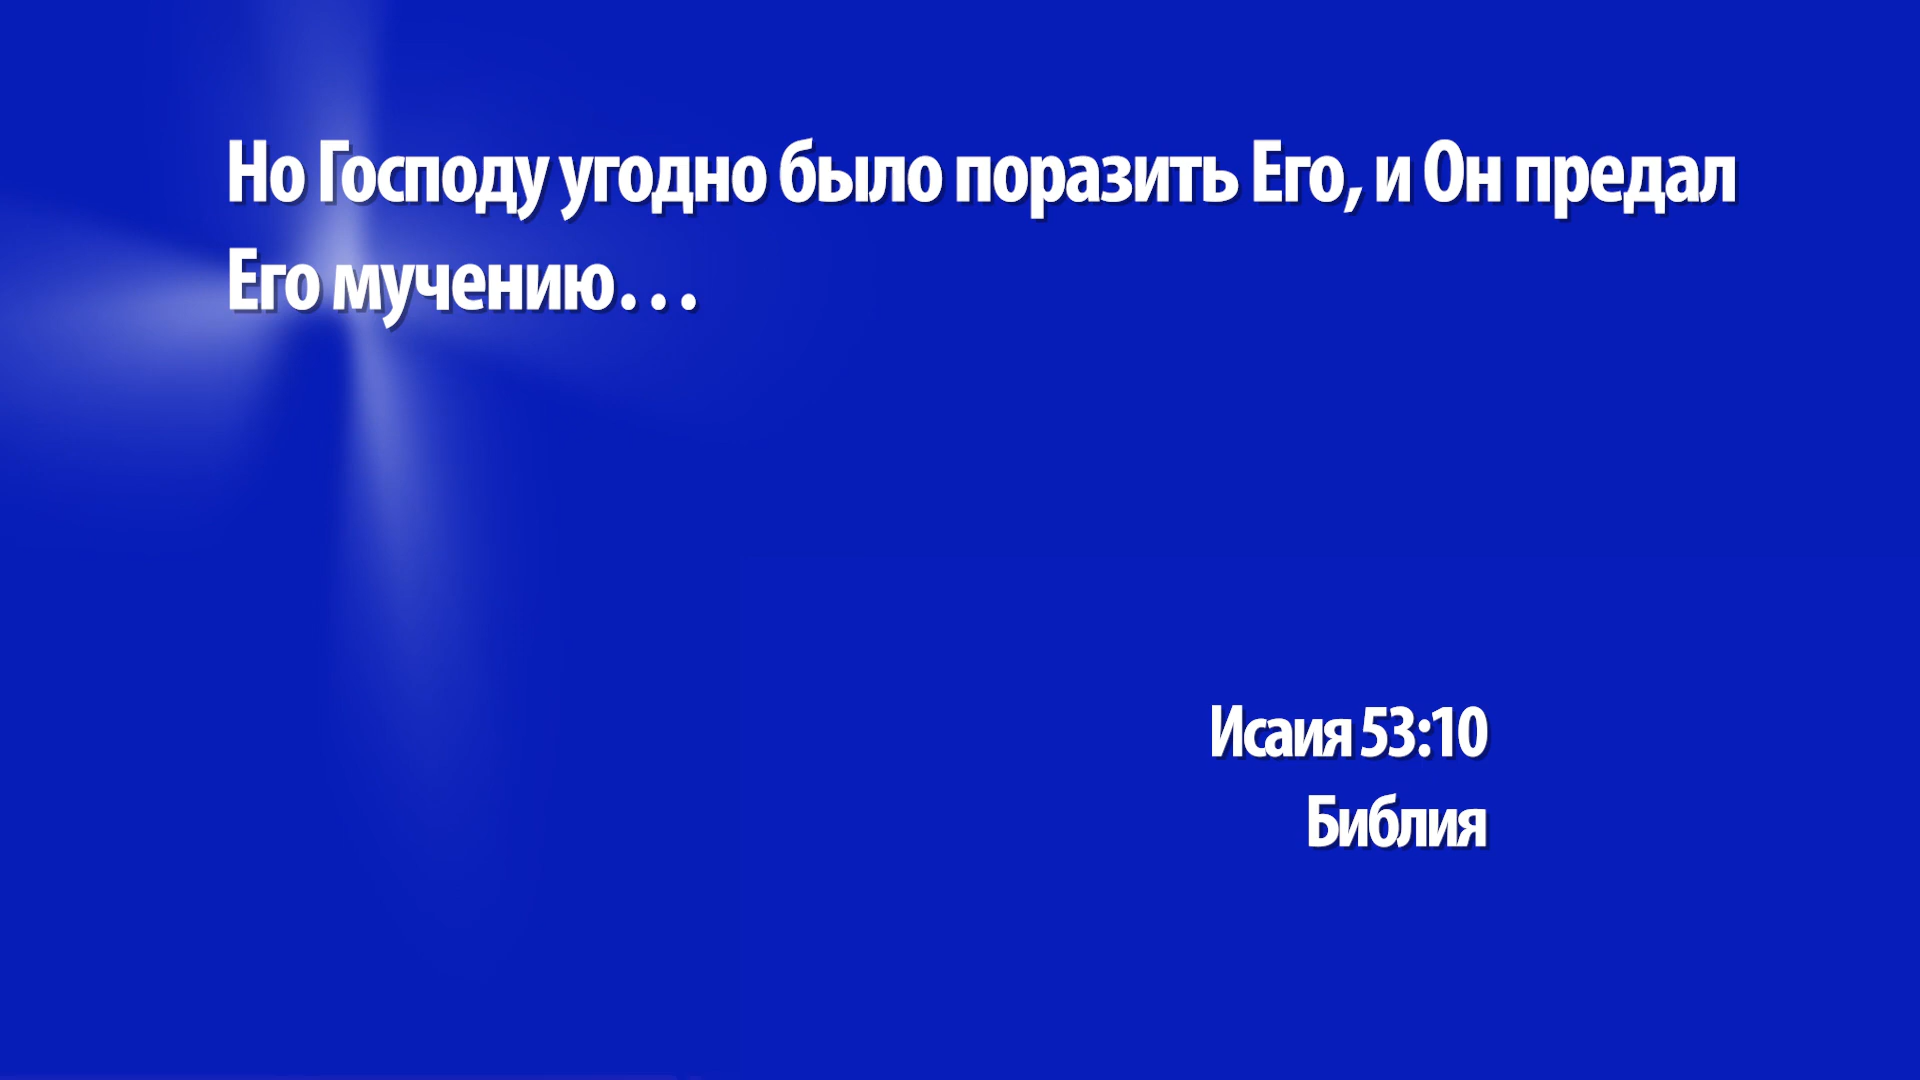 Но Господу угодно было поразить Его, и Он предал
Его мучению…
Исаия 53:10
Библия